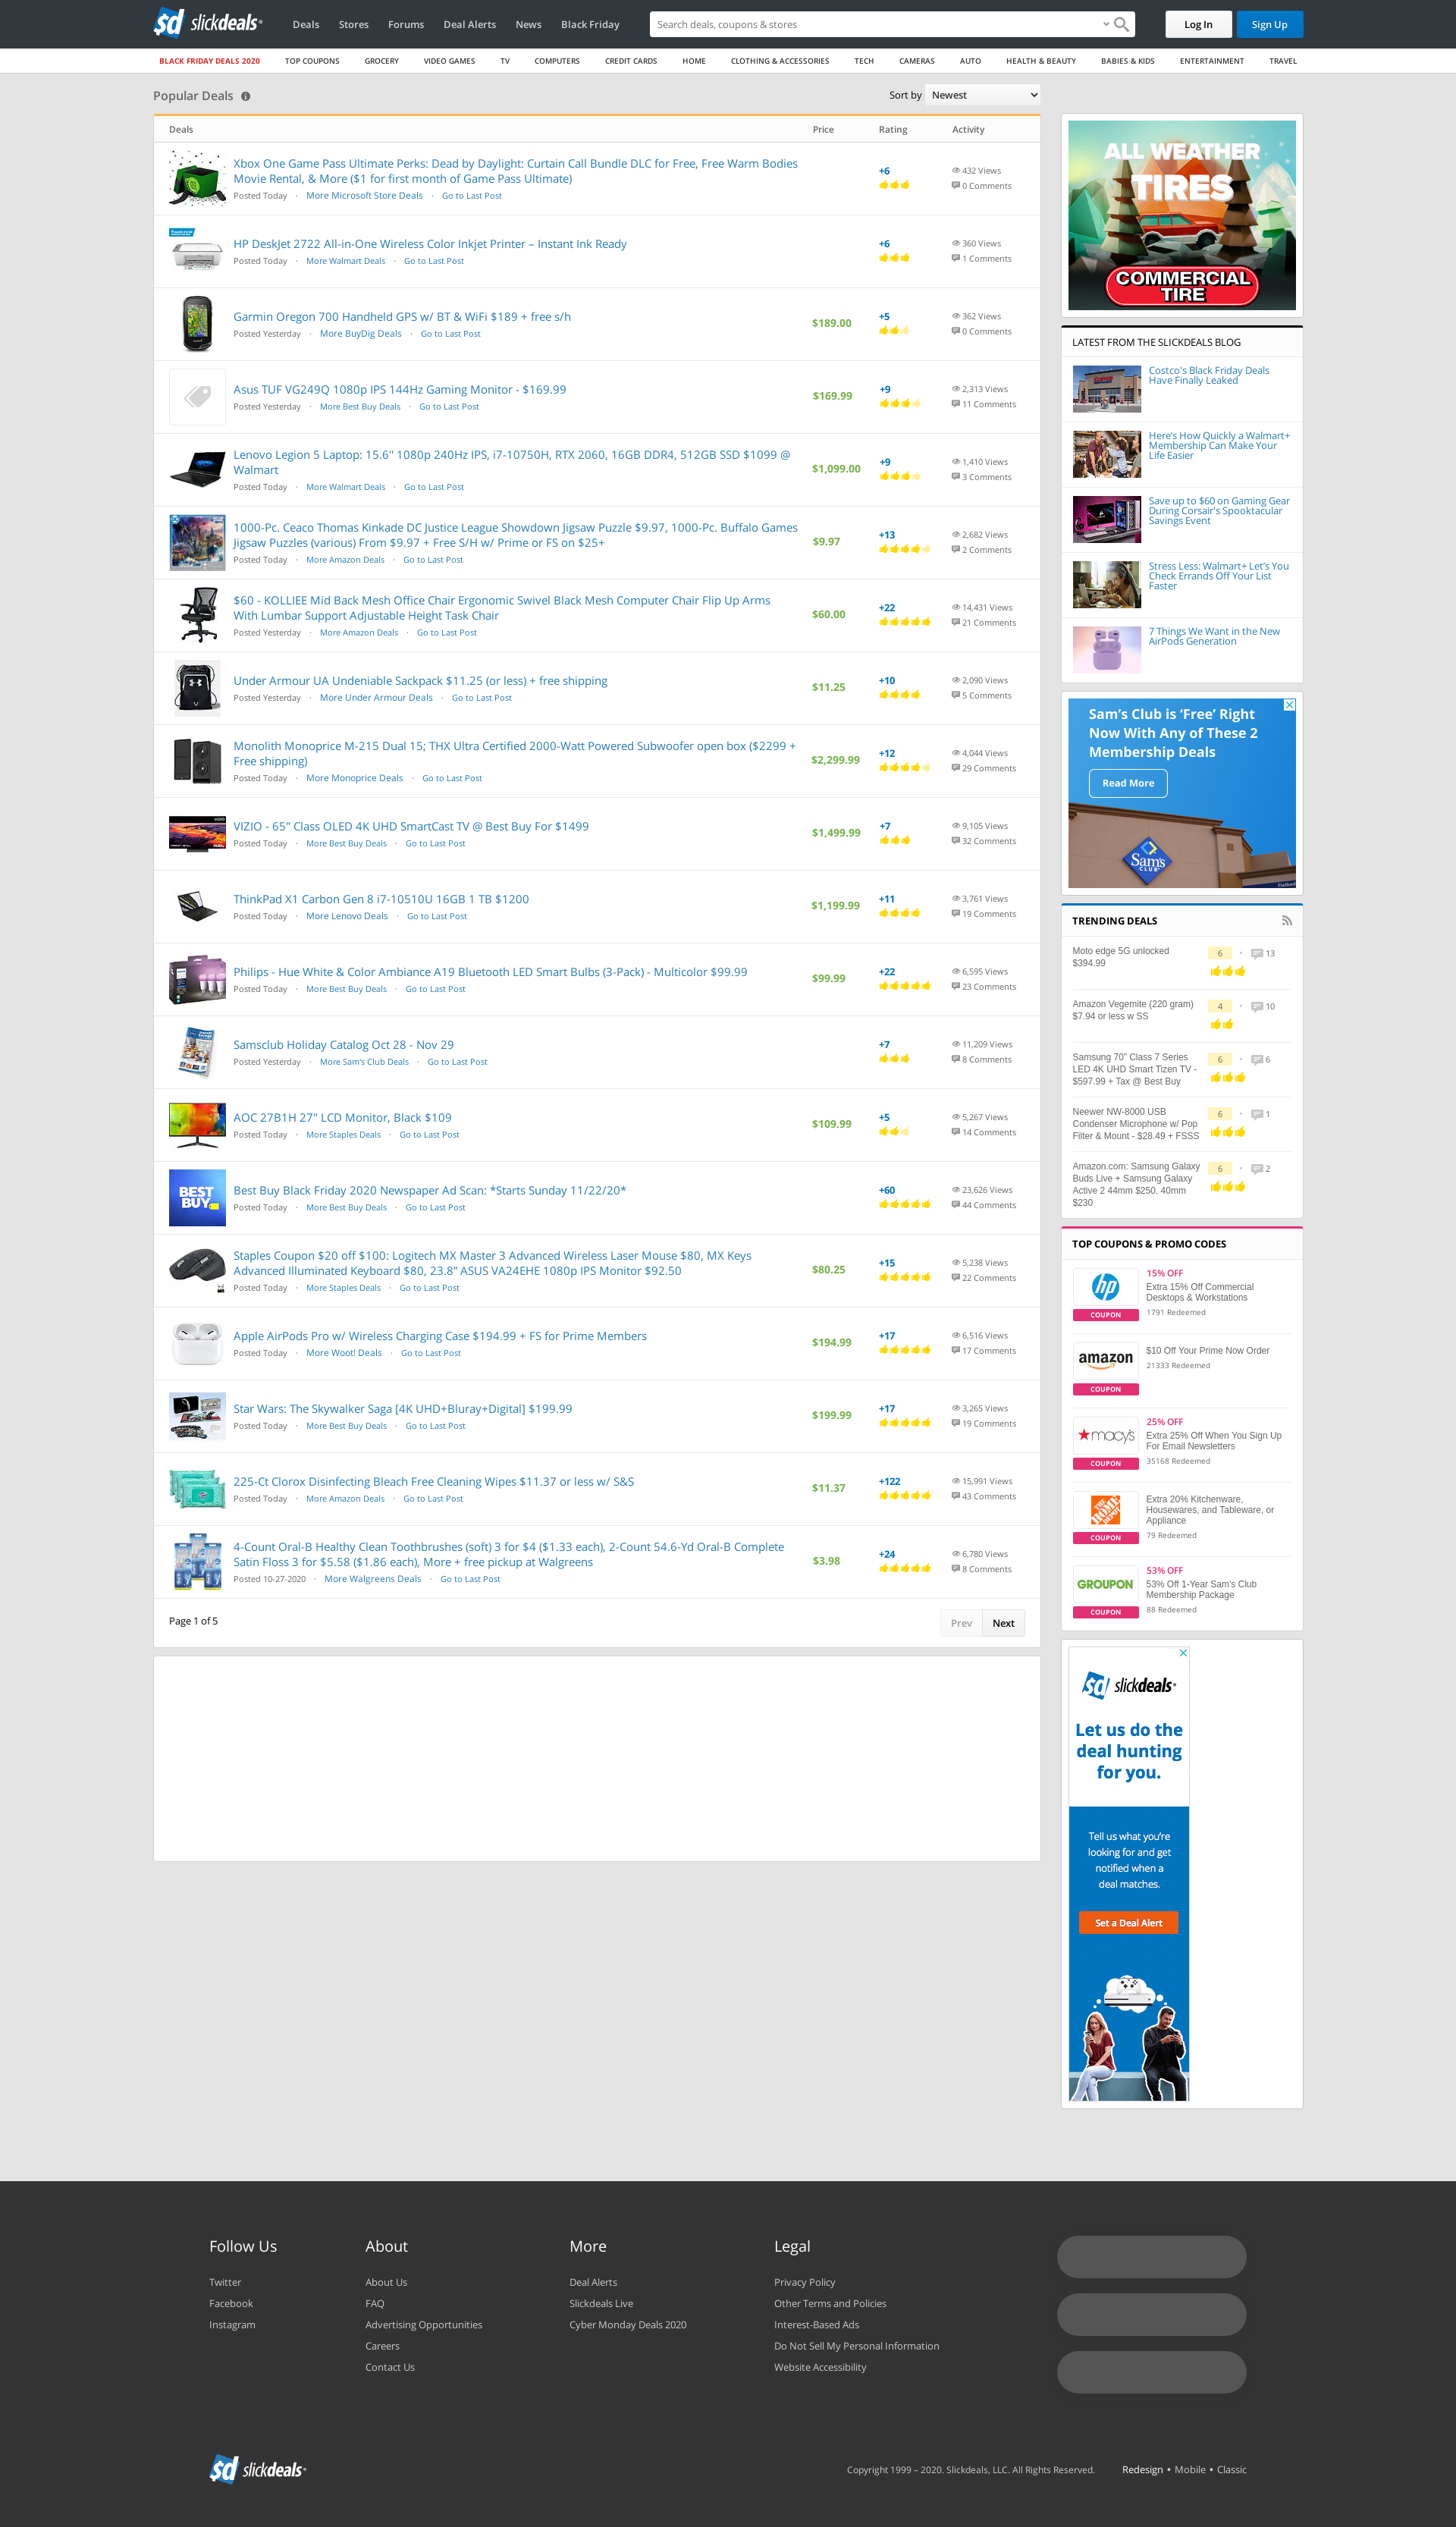 sd slickdeals
Deals Stores Forums Deal Alerts News Black Friday
Search deals, coupons & stores
Log In Sign Up
BLACK FRIDAY DEALS 2020 TOP COUPONS GROCERY VIDEO GAMES TV COMPUTERS CREDIT CARDS HOME CLOTHING & ACCESSORIES TECH CAMERAS AUTO HEALTH & BEAUTY BABIES & KIDS ENTERTAINMENT TRAVEL
Popular Deals
Sort by Newest
Deals Price Rating Activity
Xbox One Game Pass Ultimate Perks: Dead by Daylight: Curtain Call Bundle DLC for Free, Free Warm Bodies
Movie Rental, & More ($1 for first month of Game Pass Ultimate)
Posted Today · More Microsoft Store Deals · Go to Last Post
+6
432 Views
0 Comments
HP DeskJet 2722 All-in-One Wireless Color Inkjet Printer – Instant Ink Ready
Posted Today · More Walmart Deals · Go to Last Post
+6
360 Views
1 Comments
Garmin Oregon 700 Handheld GPS w/ BT & WiFi $189 + free s/h
Posted Yesterday · More BuyDig Deals · Go to Last Post
$189.00
+5
362 Views
0 Comments
Asus TUF VG249Q 1080p IPS 144Hz Gaming Monitor - $169.99
Posted Yesterday · More Best Buy Deals · Go to Last Post
$169.99
+9
2,313 Views
11 Comments
Lenovo Legion 5 Laptop: 15.6" 1080p 240Hz IPS, i7-10750H, RTX 2060, 16GB DDR4, 512GB SSD $1099 @
Walmart
Posted Today · More Walmart Deals · Go to Last Post
$1,099.00
+9
1,410 Views
3 Comments
1000-Pc. Ceaco Thomas Kinkade DC Justice League Showdown Jigsaw Puzzle $9.97, 1000-Pc. Buffalo Games
Jigsaw Puzzles (various) From $9.97 + Free S/H w/ Prime or FS on $25+
Posted Today · More Amazon Deals · Go to Last Post
$9.97
+13
2,682 Views
2 Comments
$60 - KOLLIEE Mid Back Mesh Office Chair Ergonomic Swivel Black Mesh Computer Chair Flip Up Arms
With Lumbar Support Adjustable Height Task Chair
Posted Yesterday · More Amazon Deals · Go to Last Post
$60.00
+22
14,431 Views
21 Comments
Under Armour UA Undeniable Sackpack $11.25 (or less) + free shipping
Posted Yesterday · More Under Armour Deals · Go to Last Post
$11.25
+10
2,090 Views
5 Comments
Monolith Monoprice M-215 Dual 15; THX Ultra Certified 2000-Watt Powered Subwoofer open box ($2299 +
Free shipping)
Posted Today · More Monoprice Deals · Go to Last Post
$2,299.99
+12
4,044 Views
29 Comments
VIZIO - 65" Class OLED 4K UHD SmartCast TV @ Best Buy For $1499
Posted Today · More Best Buy Deals · Go to Last Post
$1,499.99
+7
9,105 Views
32 Comments
ThinkPad X1 Carbon Gen 8 i7-10510U 16GB 1 TB $1200
Posted Today · More Lenovo Deals · Go to Last Post
$1,199.99
+11
3,761 Views
19 Comments
Philips - Hue White & Color Ambiance A19 Bluetooth LED Smart Bulbs (3-Pack) - Multicolor $99.99
Posted Today · More Best Buy Deals · Go to Last Post
$99.99
+22
6,595 Views
23 Comments
Samsclub Holiday Catalog Oct 28 - Nov 29
Posted Yesterday · More Sam's Club Deals · Go to Last Post
+7
11,209 Views
8 Comments
AOC 27B1H 27" LCD Monitor, Black $109
Posted Today · More Staples Deals · Go to Last Post
$109.99
+5
5,267 Views
14 Comments
BEST
BUY
Best Buy Black Friday 2020 Newspaper Ad Scan: *Starts Sunday 11/22/20*
Posted Today · More Best Buy Deals · Go to Last Post
+60
23,626 Views
44 Comments
Staples Coupon $20 off $100: Logitech MX Master 3 Advanced Wireless Laser Mouse $80, MX Keys
Advanced Illuminated Keyboard $80, 23.8” ASUS VA24EHE 1080p IPS Monitor $92.50
Posted Today · More Staples Deals · Go to Last Post
$80.25
+15
5,238 Views
22 Comments
Apple AirPods Pro w/ Wireless Charging Case $194.99 + FS for Prime Members
Posted Today · More Woot! Deals · Go to Last Post
$194.99
+17
6,516 Views
17 Comments
Star Wars: The Skywalker Saga [4K UHD+Bluray+Digital] $199.99
Posted Today · More Best Buy Deals · Go to Last Post
$199.99
+17
3,265 Views
19 Comments
225-Ct Clorox Disinfecting Bleach Free Cleaning Wipes $11.37 or less w/ S&S
Posted Today · More Amazon Deals · Go to Last Post
$11.37
+122
15,991 Views
43 Comments
4-Count Oral-B Healthy Clean Toothbrushes (soft) 3 for $4 ($1.33 each), 2-Count 54.6-Yd Oral-B Complete
Satin Floss 3 for $5.58 ($1.86 each), More + free pickup at Walgreens
Posted 10-27-2020 · More Walgreens Deals · Go to Last Post
$3.98
+24
6,780 Views
8 Comments
Page 1 of 5
Prev Next
ALL WEATHER
TIRES
COMMERCIAL
TIRE
LATEST FROM THE SLICKDEALS BLOG
Costco's Black Friday Deals
Have Finally Leaked
Here’s How Quickly a Walmart+
Membership Can Make Your
Life Easier
Save up to $60 on Gaming Gear
During Corsair's Spooktacular
Savings Event
Stress Less: Walmart+ Let’s You
Check Errands Off Your List
Faster
7 Things We Want in the New
AirPods Generation
Sam’s Club is ‘Free’ Right
Now With Any of These 2
Membership Deals
Read More
Sam's
CLUB
TRENDING DEALS
Moto edge 5G unlocked
$394.99
6 • 13
Amazon Vegemite (220 gram)
$7.94 or less w SS
4 • 10
Samsung 70” Class 7 Series
LED 4K UHD Smart Tizen TV -
$597.99 + Tax @ Best Buy
6 • 6
Neewer NW-8000 USB
Condenser Microphone w/ Pop
Filter & Mount - $28.49 + FSSS
6 • 1
Amazon.com: Samsung Galaxy
Buds Live + Samsung Galaxy
Active 2 44mm $250. 40mm
$230
6 • 2
TOP COUPONS & PROMO CODES
hp
COUPON
15% OFF
Extra 15% Off Commercial
Desktops & Workstations
1791 Redeemed
amazon
COUPON
$10 Off Your Prime Now Order
21333 Redeemed
macy's
COUPON
25% OFF
Extra 25% Off When You Sign Up
For Email Newsletters
35168 Redeemed
THE HOME DEPOT
COUPON
Extra 20% Kitchenware,
Housewares, and Tableware, or
Appliance
79 Redeemed
GROUPON
COUPON
53% OFF
53% Off 1-Year Sam's Club
Membership Package
88 Redeemed
sd slickdeals
Let us do the
deal hunting
for you.
Tell us what you’re
looking for and get
notified when a
deal matches.
Set a Deal Alert
Follow Us
Twitter
Facebook
Instagram
About
About Us
FAQ
Advertising Opportunities
Careers
Contact Us
More
Deal Alerts
Slickdeals Live
Cyber Monday Deals 2020
Legal
Privacy Policy
Other Terms and Policies
Interest-Based Ads
Do Not Sell My Personal Information
Website Accessibility
sd slickdeals
Copyright 1999 – 2020. Slickdeals, LLC. All Rights Reserved. Redesign • Mobile • Classic